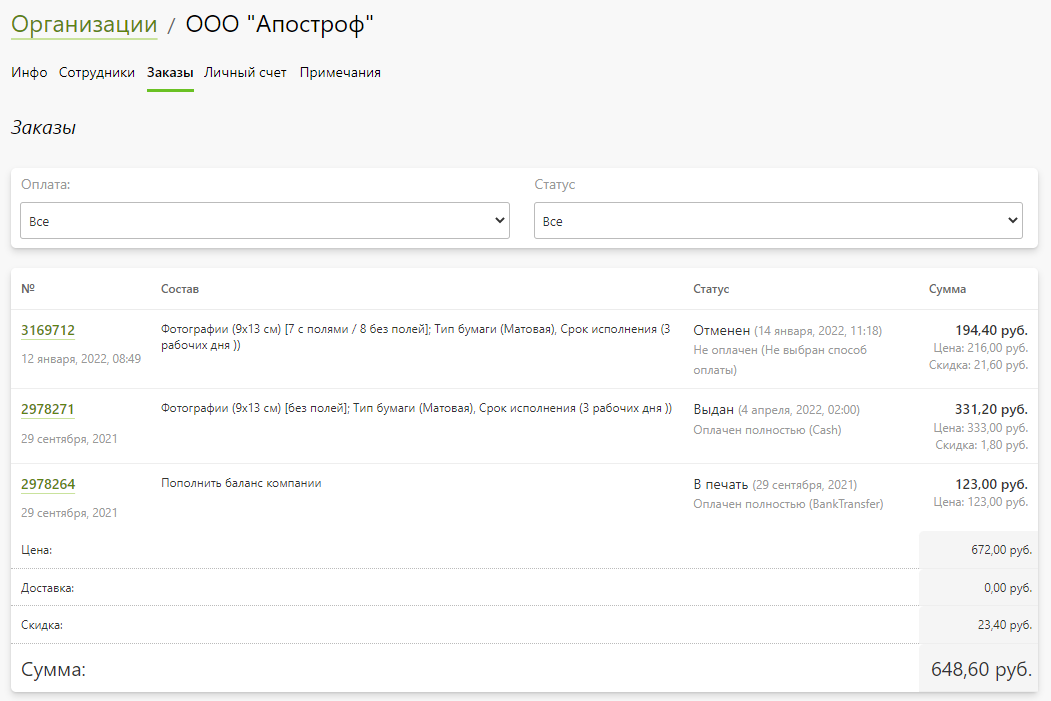 Организации / ООО "Апостроф"
Инфо Сотрудники Заказы Личный счет Примечания
Заказы
Оплата: Статус
Все Все
№ Состав Статус Сумма
3169712
12 января, 2022, 08:49
Фотографии (9x13 см) [7 с полями / 8 без полей]; Тип бумаги (Матовая), Срок исполнения (3
рабочих дня ))
Отменен (14 января, 2022, 11:18)
Не оплачен (Не выбран способ
оплаты)
194,40 руб.
Цена: 216,00 руб.
Скидка: 21,60 руб.
2978271
29 сентября, 2021
Фотографии (9x13 см) [без полей]; Тип бумаги (Матовая), Срок исполнения (3 рабочих дня ))
Выдан (4 апреля, 2022, 02:00)
Оплачен полностью (Cash)
331,20 руб.
Цена: 333,00 руб.
Скидка: 1,80 руб.
2978264
29 сентября, 2021
Пополнить баланс компании
В печать (29 сентября, 2021)
Оплачен полностью (BankTransfer)
123,00 руб.
Цена: 123,00 руб.
Цена: 672,00 руб.
Доставка: 0,00 руб.
Скидка: 23,40 руб.
Сумма: 648,60 руб.